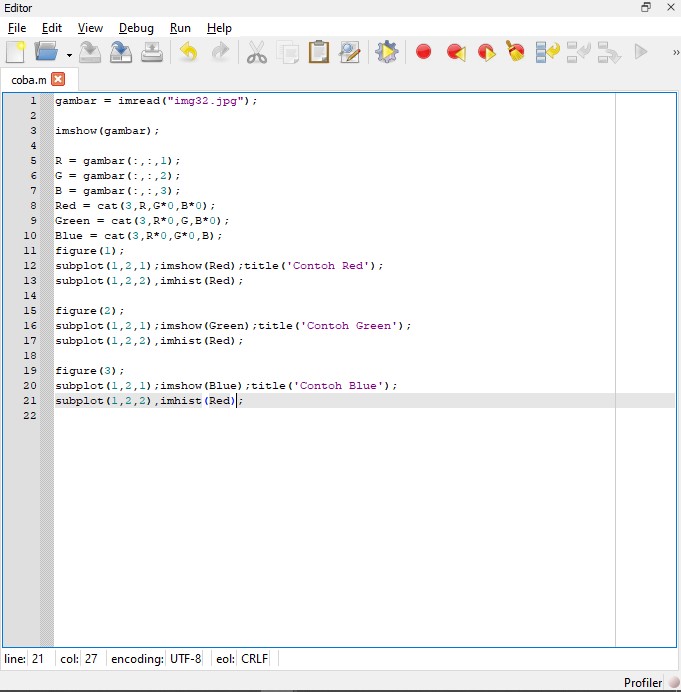 Editor
File Edit View Debug Run Help
coba.m
1 gambar = imread("img32.jpg");
2
3 imshow(gambar);
4
5 R = gambar(:,:,1);
6 G = gambar(:,:,2);
7 B = gambar(:,:,3);
8 Red = cat(3,R,G*0,B*0);
9 Green = cat(3,R*0,G,B*0);
10 Blue = cat(3,R*0,G*0,B);
11 figure(1);
12 subplot(1,2,1);imshow(Red);title('Contoh Red');
13 subplot(1,2,2),imhist(Red);
14
15 figure(2);
16 subplot(1,2,1);imshow(Green);title('Contoh Green');
17 subplot(1,2,2),imhist(Red);
18
19 figure(3);
20 subplot(1,2,1);imshow(Blue);title('Contoh Blue');
21 subplot(1,2,2),imhist(Red);
22
line: 21 col: 27 encoding: UTF-8 eol: CRLF
Profiler